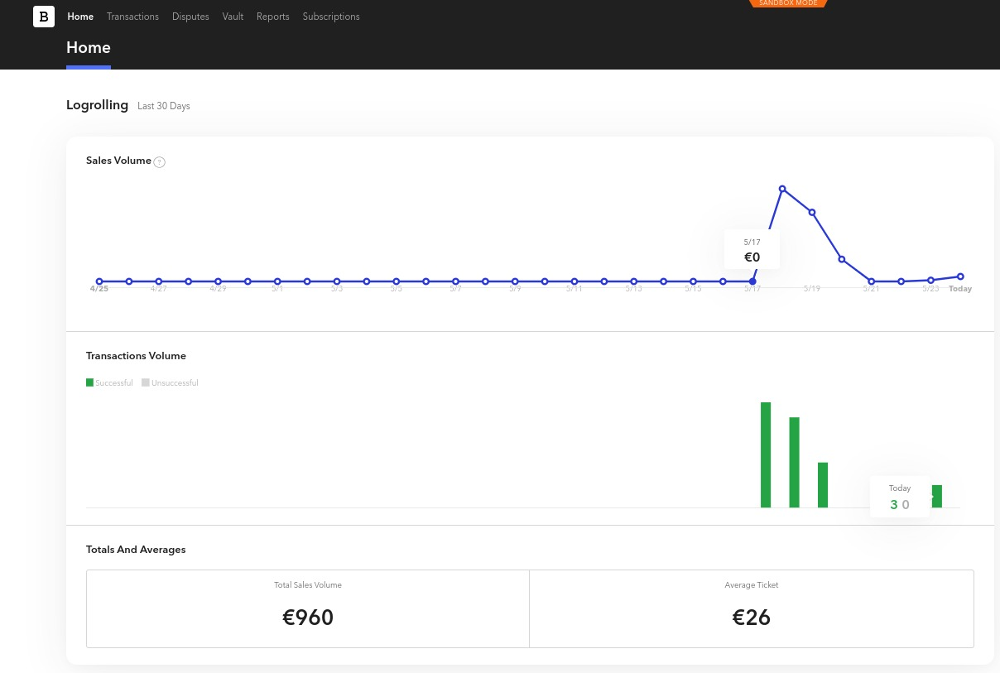 SANDBOX MODE
B Home Transactions Disputes Vault Reports Subscriptions
Home
Logrolling Last 30 Days
Sales Volume ?
5/17
€0
4/25 4/27 4/29 5/1 5/3 5/5 5/7 5/9 5/11 5/13 5/15 5/17 5/19 5/21 5/23 Today
Transactions Volume
Successful Unsuccessful
Today
3 0
Totals And Averages
Total Sales Volume Average Ticket
€960 €26